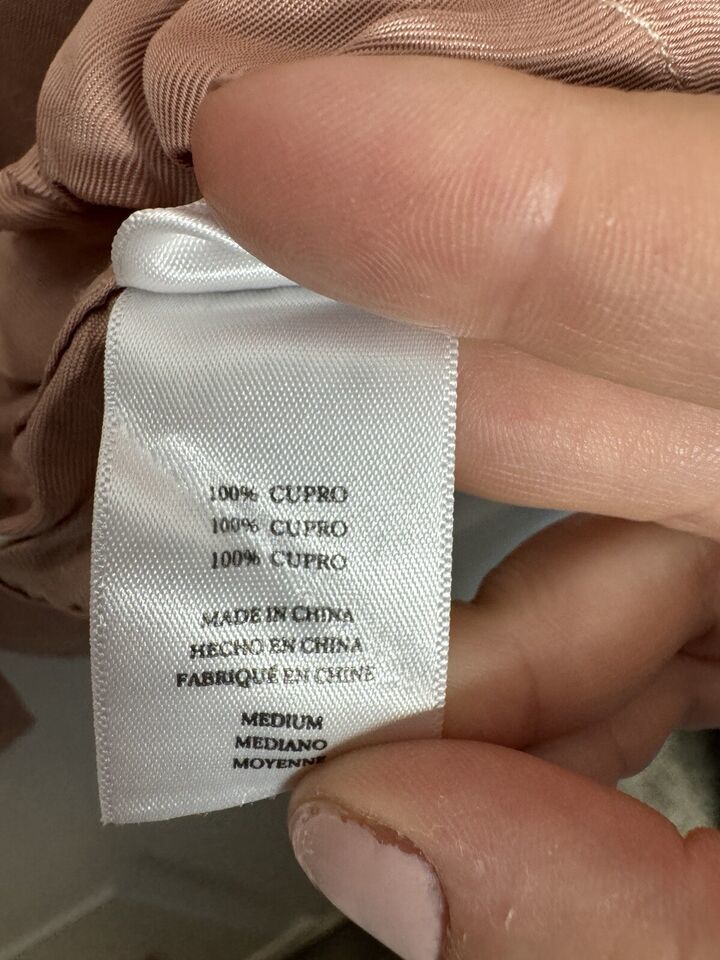 100% CUPRO
100% CUPRO
100% CUPRO
MADE IN CHINA
HECHO EN CHINA
FABRIQUÉ EN CHINE
MEDIUM
MEDIANO
MOYENNE